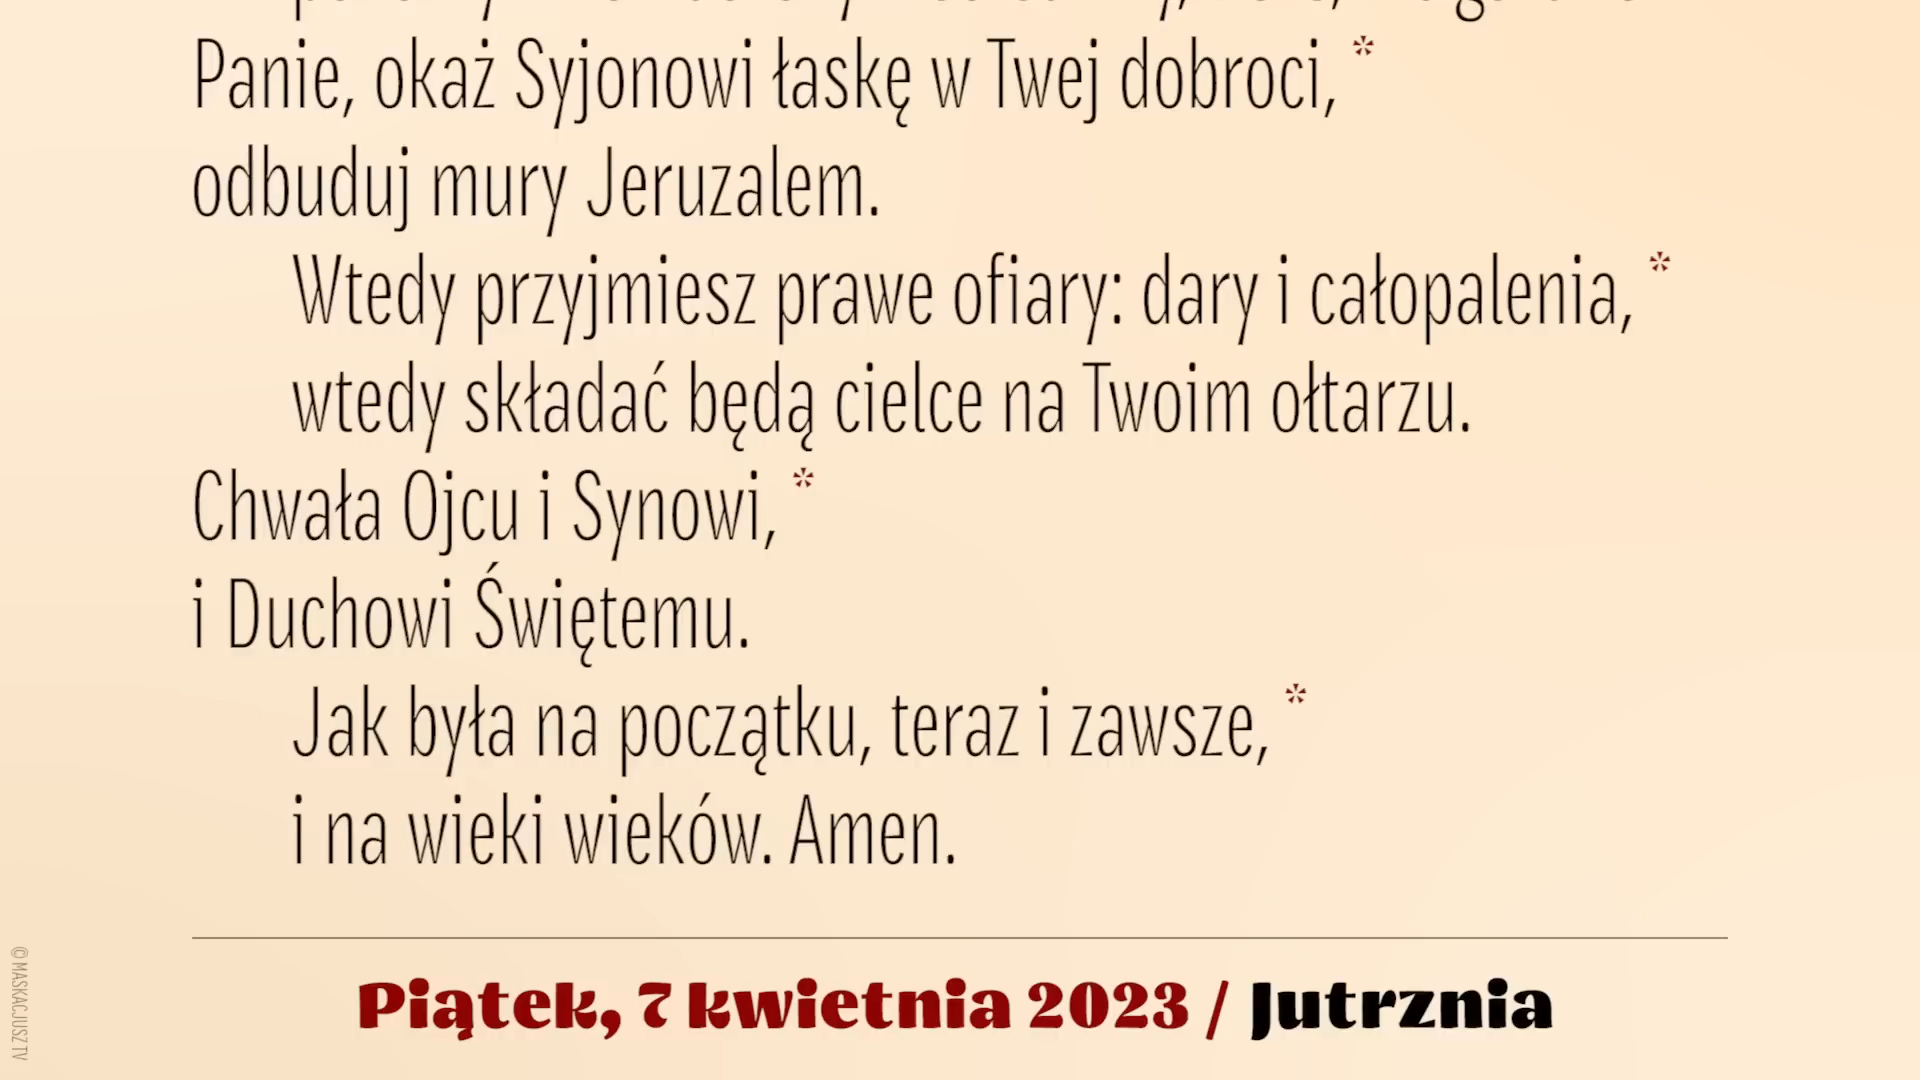 Panie, okaż Syjonowi łaskę w Twej dobroci, *
odbuduj mury Jeruzalem.
Wtedy przyjmiesz prawe ofiary: dary i całopalenia, *
wtedy składać będą cielce na Twoim ołtarzu.
Chwała Ojcu i Synowi, *
i Duchowi Świętemu.
Jak była na początku, teraz i zawsze, *
i na wieki wieków. Amen.
Piątek, 7 kwietnia 2023 / Jutrznia
© MASKACJUSZ TV